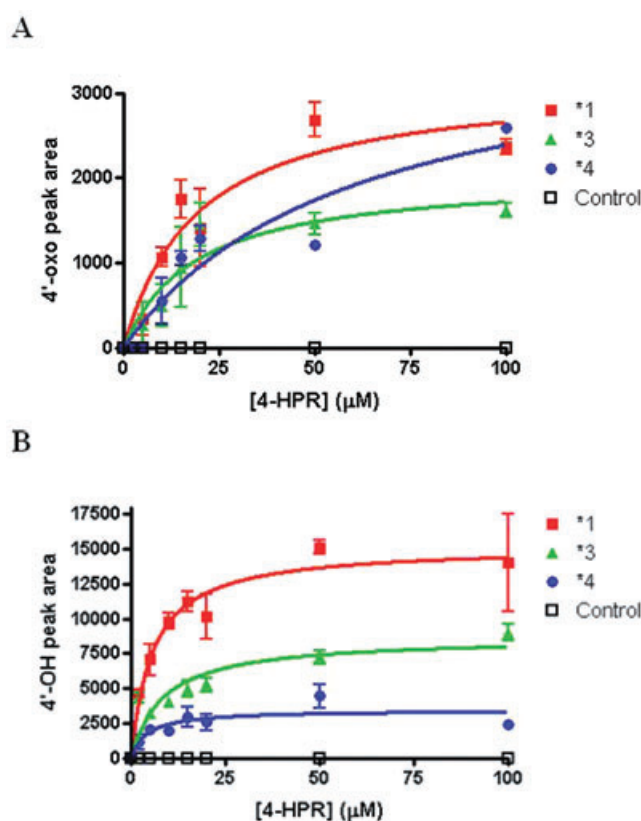 A
4'-oxo peak area
3000
2000
1000
0
0 25 50 75 100
[4-HPR] (µM)
*1
*3
*4
Control
B
4'-OH peak area
17500
15000
12500
10000
7500
5000
2500
0
0 25 50 75 100
[4-HPR] (µM)
*1
*3
*4
Control